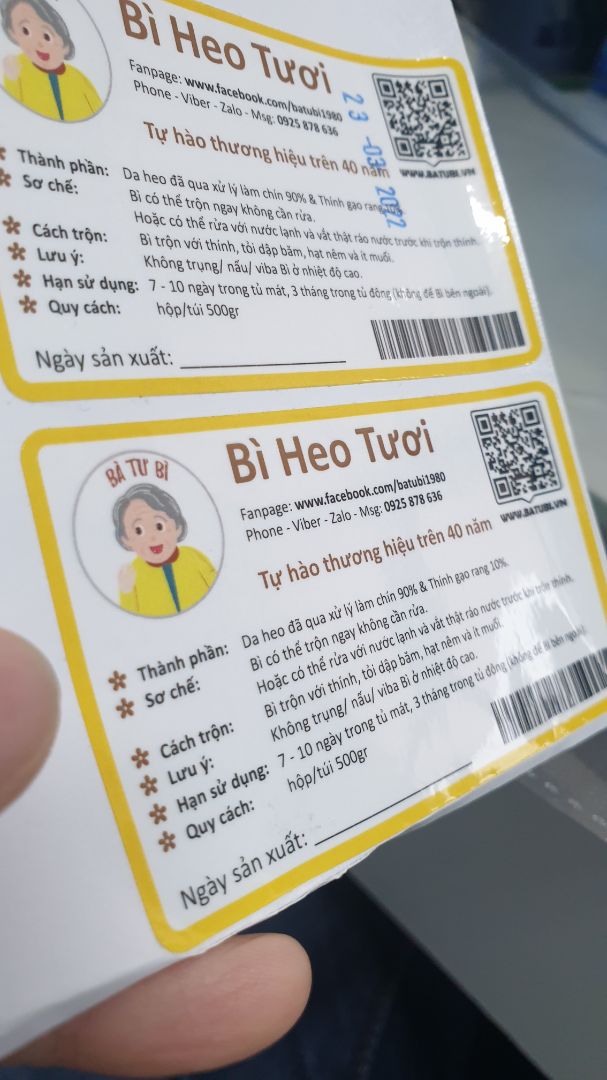 Bì Heo Tươi
Fanpage: www.facebook.com/batubi1980
Phone - Viber - Zalo - Msg: 0925 878 636
Tự hào thương hiệu trên 40 năm
WWW.BATUBI.VN
23 -03 2022
Thành phần: Da heo đã qua xử lý làm chín 90% & Thính gạo rang 10%.
Sơ chế: Bì có thể trộn ngay không cần rửa.
Hoặc có thể rửa với nước lạnh và vắt thật ráo nước trước khi trộn thính.
Cách trộn: Bì trộn với thính, tỏi dập băm, hạt nêm và ít muối.
Lưu ý: Không trụng/ nấu/ viba Bì ở nhiệt độ cao.
Hạn sử dụng: 7 - 10 ngày trong tủ mát, 3 tháng trong tủ đông (không để Bì bên ngoài).
Quy cách: hộp/túi 500gr
Ngày sản xuất:
BÀ TƯ BÌ
Bì Heo Tươi
Fanpage: www.facebook.com/batubi1980
Phone - Viber - Zalo - Msg: 0925 878 636
Tự hào thương hiệu trên 40 năm
WWW.BATUBI.VN
Thành phần: Da heo đã qua xử lý làm chín 90% & Thính gạo rang 10%.
Sơ chế: Bì có thể trộn ngay không cần rửa.
Hoặc có thể rửa với nước lạnh và vắt thật ráo nước trước khi trộn thính.
Cách trộn: Bì trộn với thính, tỏi dập băm, hạt nêm và ít muối.
Lưu ý: Không trụng/ nấu/ viba Bì ở nhiệt độ cao.
Hạn sử dụng: 7 - 10 ngày trong tủ mát, 3 tháng trong tủ đông (không để Bì bên ngoài).
Quy cách: hộp/túi 500gr
Ngày sản xuất: